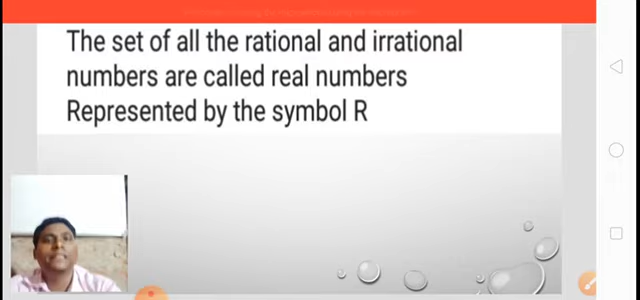 The set of all the rational and irrational
numbers are called real numbers
Represented by the symbol R